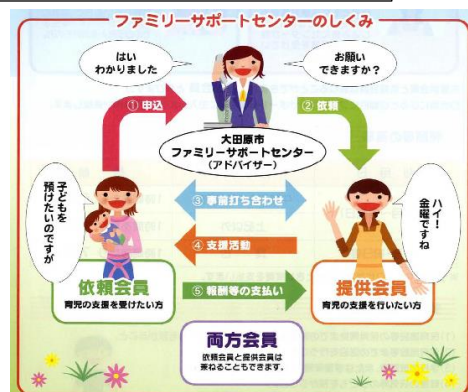 ファミリーサポートセンターのしくみ
はい
わかりました
お願い
できますか？
① 申込
② 依頼
大田原市
ファミリーサポートセンター
（アドバイザー）
子どもを
預けたいのですが
ハイ！
金曜ですね
③ 事前打ち合わせ
④ 支援活動
⑤ 報酬等の支払い
依頼会員
育児の支援を受けたい方
提供会員
育児の支援を行いたい方
両方会員
依頼会員と提供会員は
兼ねることもできます。